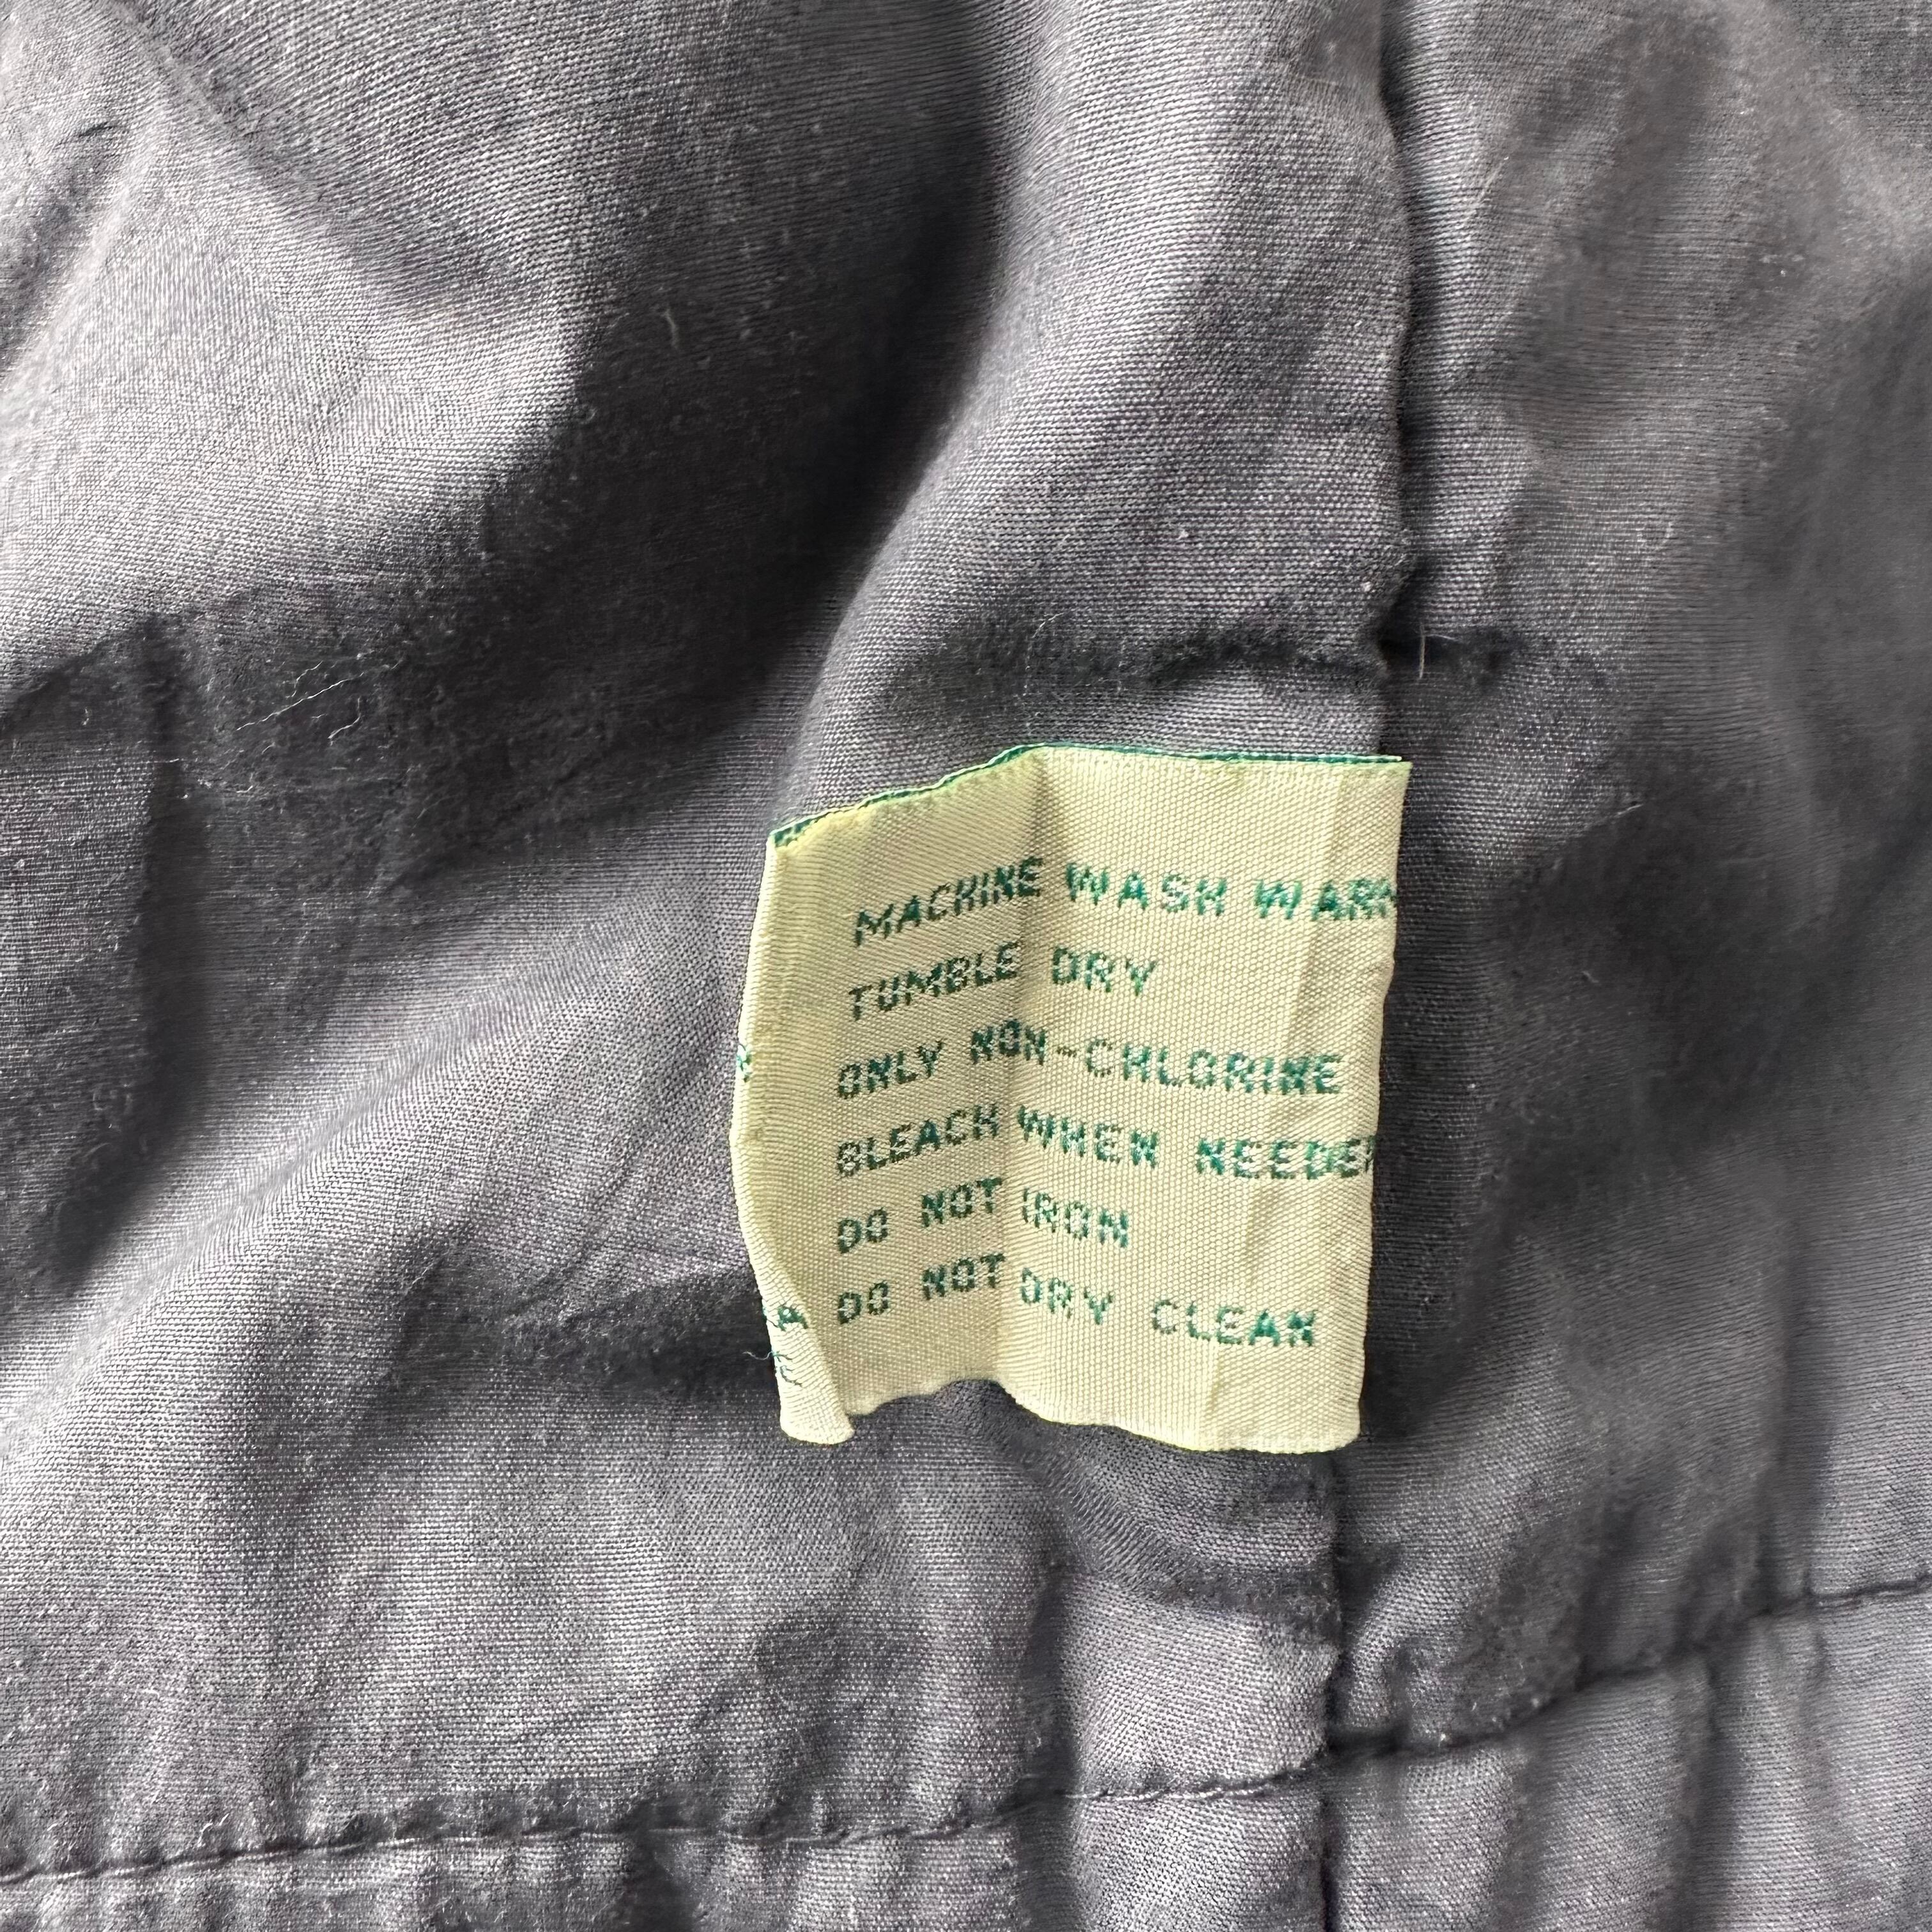 MACHINE WASH WARM
TUMBLE DRY
ONLY NON-CHLORINE
BLEACH WHEN NEEDED
DO NOT IRON
DO NOT DRY CLEAN